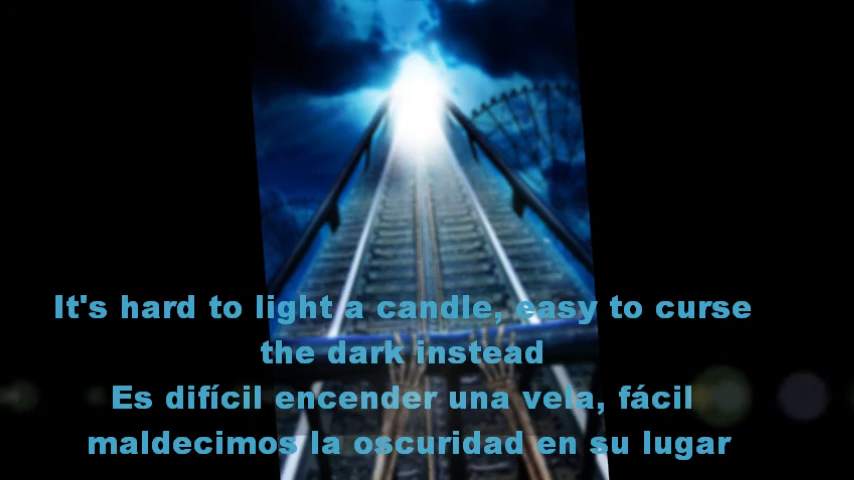 It's hard to light a candle, easy to curse
the dark instead
Es difícil encender una vela, fácil
maldecimos la oscuridad en su lugar